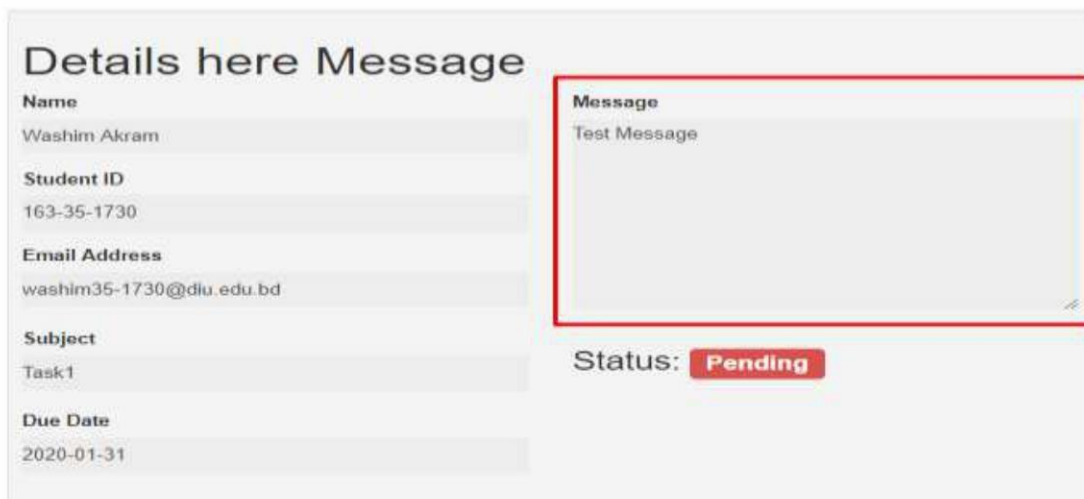 Details here Message
Name
Washim Akram
Student ID
163-35-1730
Email Address
washim35-1730@diu.edu.bd
Subject
Task1
Due Date
2020-01-31
Message
Test Message
Status: Pending